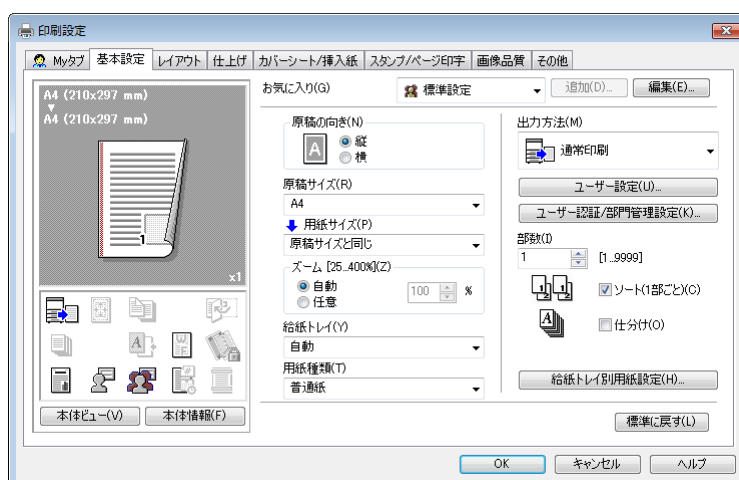 印刷設定
Myタブ 基本設定 レイアウト 仕上げ カバーシート/挿入紙 スタンプ/ページ印字 画像品質 その他
A4 (210x297 mm)
A4 (210x297 mm)
1
x1
本体ビュー(V) 本体情報(F)
お気に入り(G) 標準設定 追加(D)... 編集(E)...
原稿の向き(N)
A
縦
横
原稿サイズ(R)
A4
用紙サイズ(P)
原稿サイズと同じ
ズーム [25..400%](Z)
自動
任意
100 %
給紙トレイ(Y)
自動
用紙種類(T)
普通紙
出力方法(M)
通常印刷
ユーザー設定(U)...
ユーザー認証/部門管理設定(K)...
部数(I)
1 [1..9999]
1 2 1 2 ソート(1部ごと)(C)
A 仕分け(O)
給紙トレイ別用紙設定(H)...
標準に戻す(L)
OK キャンセル ヘルプ